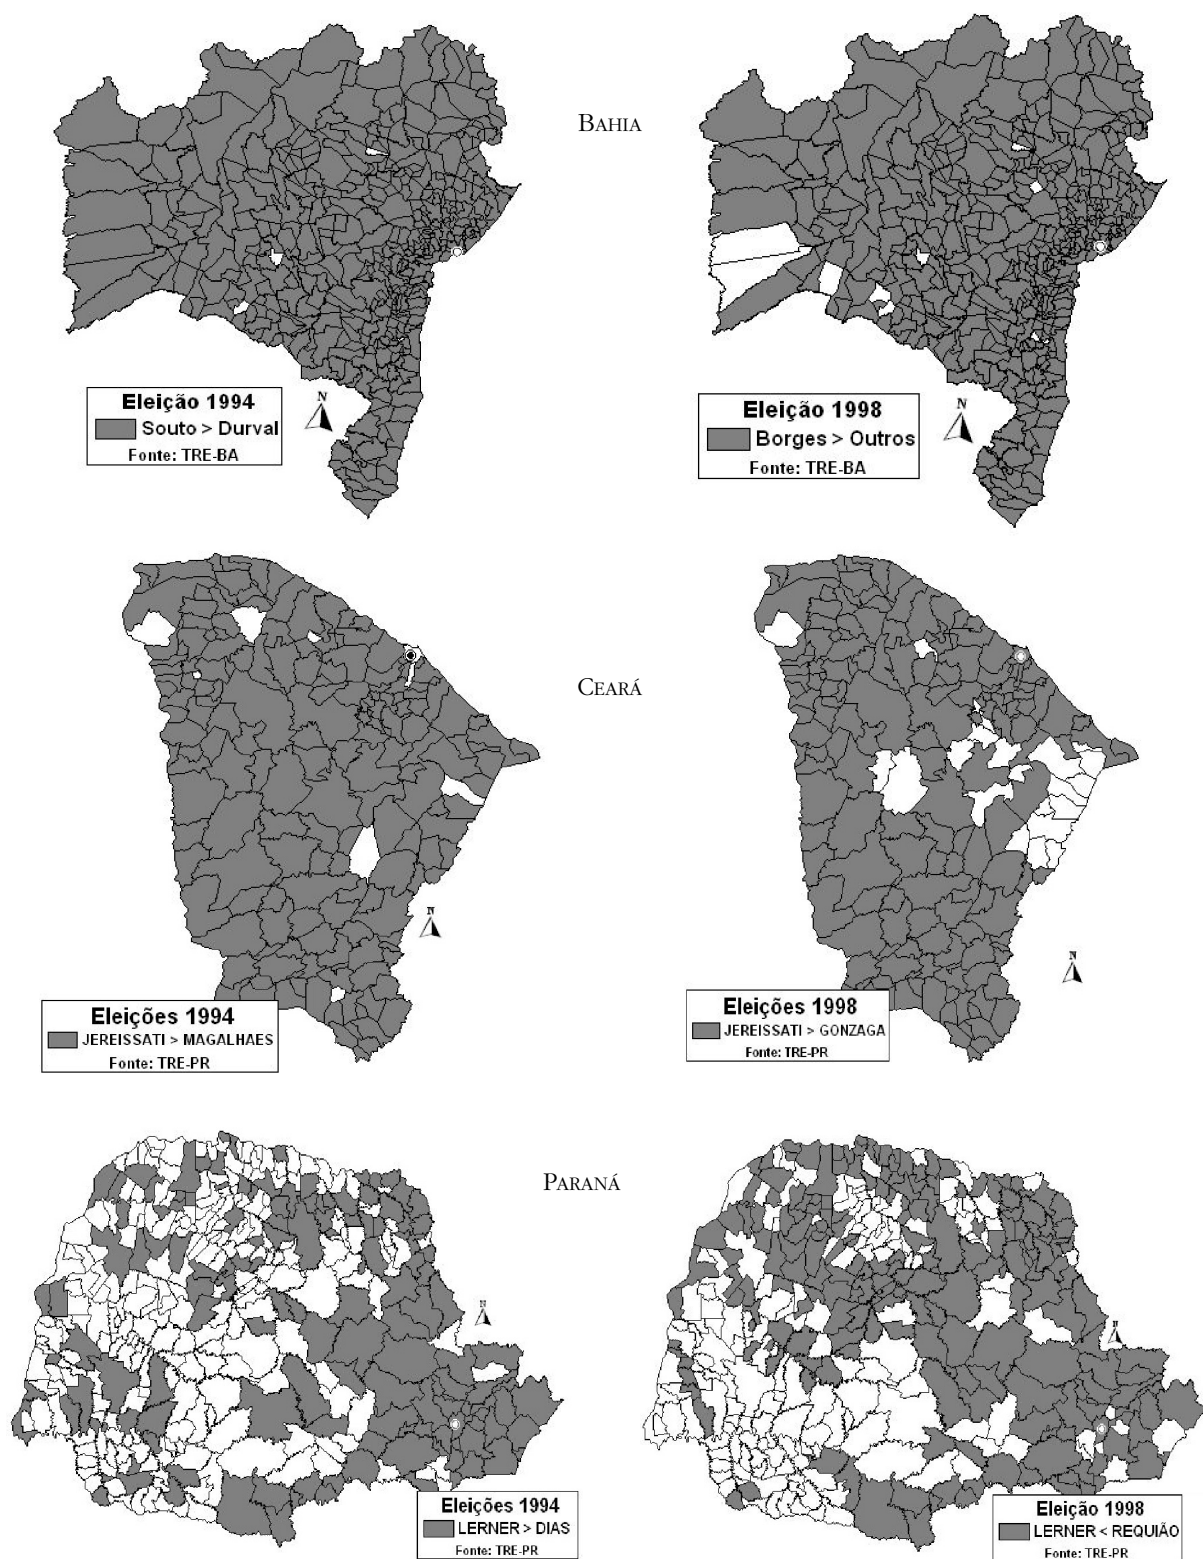 BAHIA
N
Eleição 1994
Souto > Durval
Fonte: TRE-BA
N
Eleição 1998
Borges > Outros
Fonte: TRE-BA
CEARÁ
N
Eleições 1994
JEREISSATI > MAGALHAES
Fonte: TRE-PR
N
Eleições 1998
JEREISSATI > GONZAGA
Fonte: TRE-PR
PARANÁ
N
Eleições 1994
LERNER > DIAS
Fonte: TRE-PR
N
Eleição 1998
LERNER < REQUIÃO
Fonte: TRE-PR